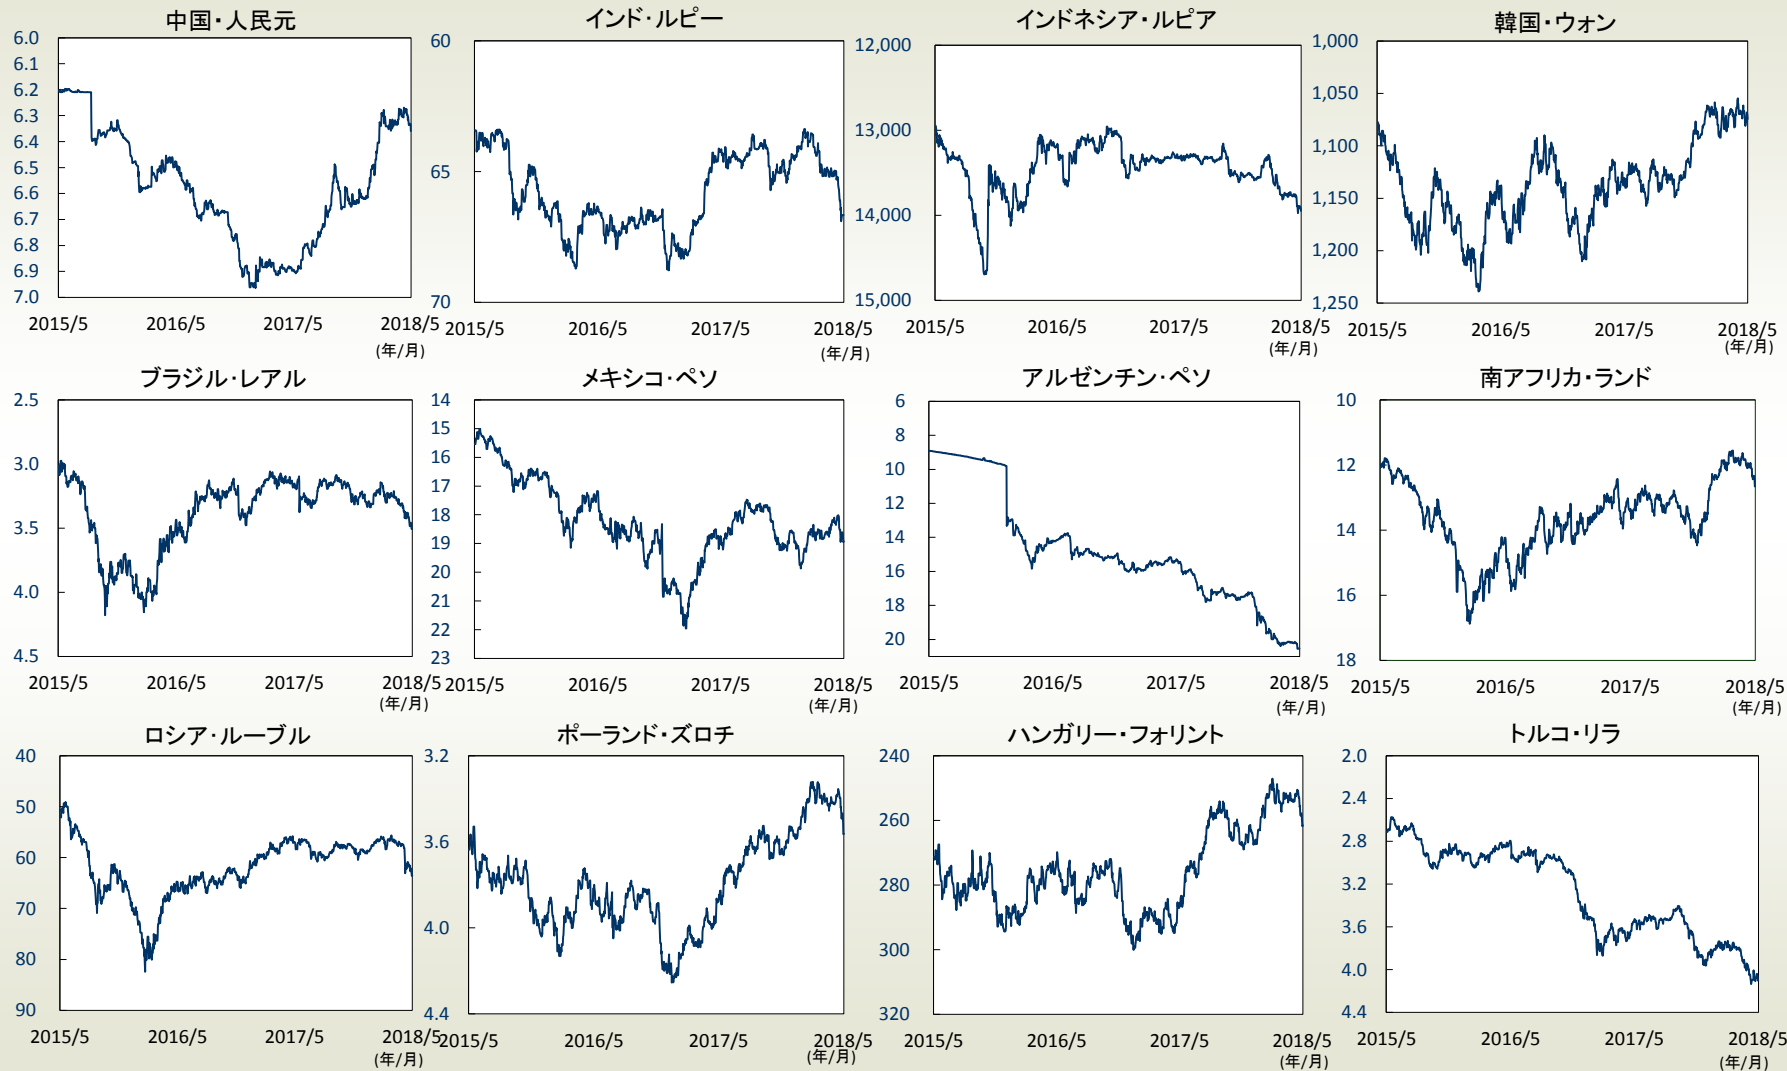 中国・人民元
6.0
6.1
6.2
6.3
6.4
6.5
6.6
6.7
6.8
6.9
7.0
2015/5 2016/5 2017/5 2018/5
(年/月)
インド・ルピー
60
65
70
2015/5 2016/5 2017/5 2018/5
(年/月)
インドネシア・ルピア
12,000
13,000
14,000
15,000
2015/5 2016/5 2017/5 2018/5
韓国・ウォン
1,000
1,050
1,100
1,150
1,200
1,250
2015/5 2016/5 2017/5 2018/5
(年/月)
ブラジル・レアル
2.5
3.0
3.5
4.0
4.5
2015/5 2016/5 2017/5 2018/5
(年/月)
メキシコ・ペソ
14
15
16
17
18
19
20
21
22
23
2015/5 2016/5 2017/5 2018/5
(年/月)
アルゼンチン・ペソ
6
8
10
12
14
16
18
20
2015/5 2016/5 2017/5 2018/5
(年/月)
南アフリカ・ランド
10
12
14
16
18
2015/5 2016/5 2017/5 2018/5
(年/月)
ロシア・ルーブル
40
50
60
70
80
90
2015/5 2016/5 2017/5 2018/5
(年/月)
ポーランド・ズロチ
3.2
3.6
4.0
4.4
2015/5 2016/5 2017/5 2018/5
(年/月)
ハンガリー・フォリント
240
260
280
300
320
2015/5 2016/5 2017/5 2018/5
(年/月)
トルコ・リラ
2.0
2.4
2.8
3.2
3.6
4.0
4.4
2015/5 2016/5 2017/5 2018/5
(年/月)